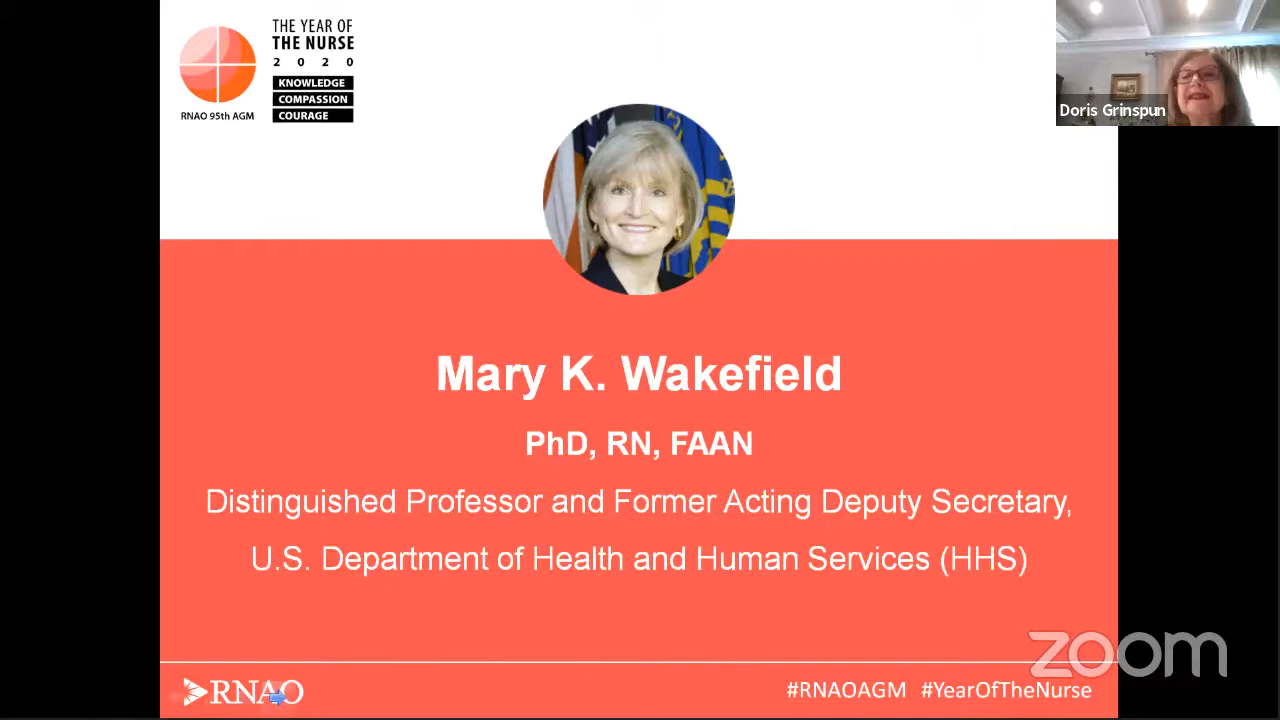 THE YEAR OF
THE NURSE
2 0 2 0
KNOWLEDGE
COMPASSION
COURAGE
RNAO 95th AGM
Doris Grinspun
Mary K. Wakefield
PhD, RN, FAAN
Distinguished Professor and Former Acting Deputy Secretary,
U.S. Department of Health and Human Services (HHS)
zoom
RNAO
#RNAOAGM #YearOfTheNurse